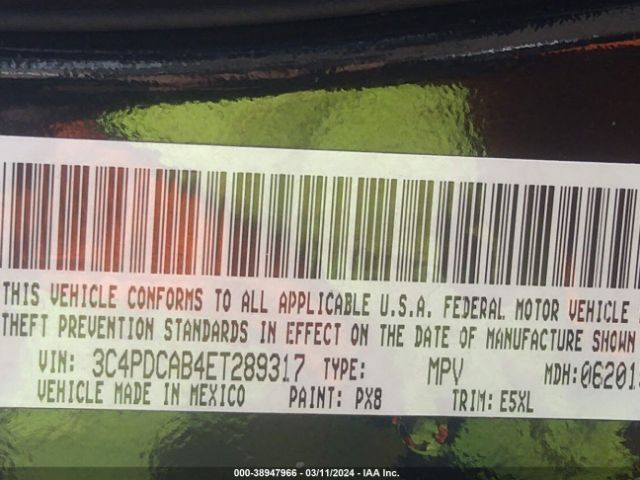 THIS VEHICLE CONFORMS TO ALL APPLICABLE U.S.A. FEDERAL MOTOR VEHICLE
THEFT PREVENTION STANDARDS IN EFFECT ON THE DATE OF MANUFACTURE SHOWN
VIN: 3C4PDCAB4ET289317 TYPE: MPV MDH:06201
VEHICLE MADE IN MEXICO PAINT: PX8 TRIM: E5XL
000-38947966 - 03/11/2024 - IAA Inc.